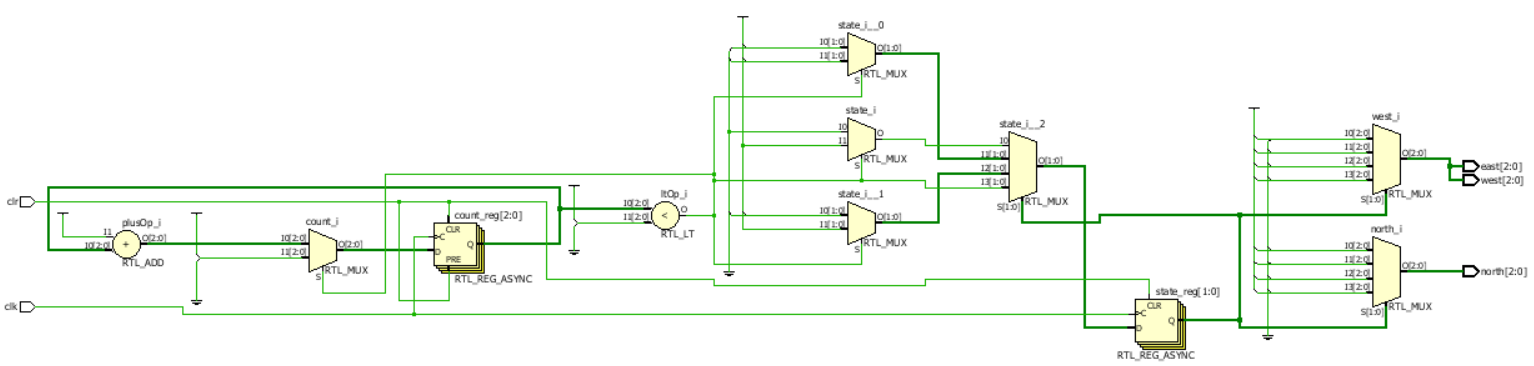 state_i__0
I0[1:0]
I1[1:0]
O[1:0]
S
RTL_MUX
state_i
I0
I1
O
S
RTL_MUX
state_i__1
I0[1:0]
I1[1:0]
O[1:0]
S
RTL_MUX
state_i__2
I0
I1[1:0]
I2[1:0]
I3[1:0]
O[1:0]
S[1:0]
RTL_MUX
west_i
I0[2:0]
I1[2:0]
I2[2:0]
I3[2:0]
O[2:0]
S[1:0]
RTL_MUX
east[2:0]
west[2:0]
north_i
I0[2:0]
I1[2:0]
I2[2:0]
I3[2:0]
O[2:0]
S[1:0]
RTL_MUX
north[2:0]
clr
clk
plusOp_i
I1
I0[2:0]
+
O[2:0]
RTL_ADD
count_i
I0[2:0]
I1[2:0]
O[2:0]
S
RTL_MUX
count_reg[2:0]
CLR
C
D
Q
PRE
RTL_REG_ASYNC
ltOp_i
I0[2:0]
I1[2:0]
<
O
RTL_LT
state_reg[1:0]
CLR
C
D
Q
RTL_REG_ASYNC